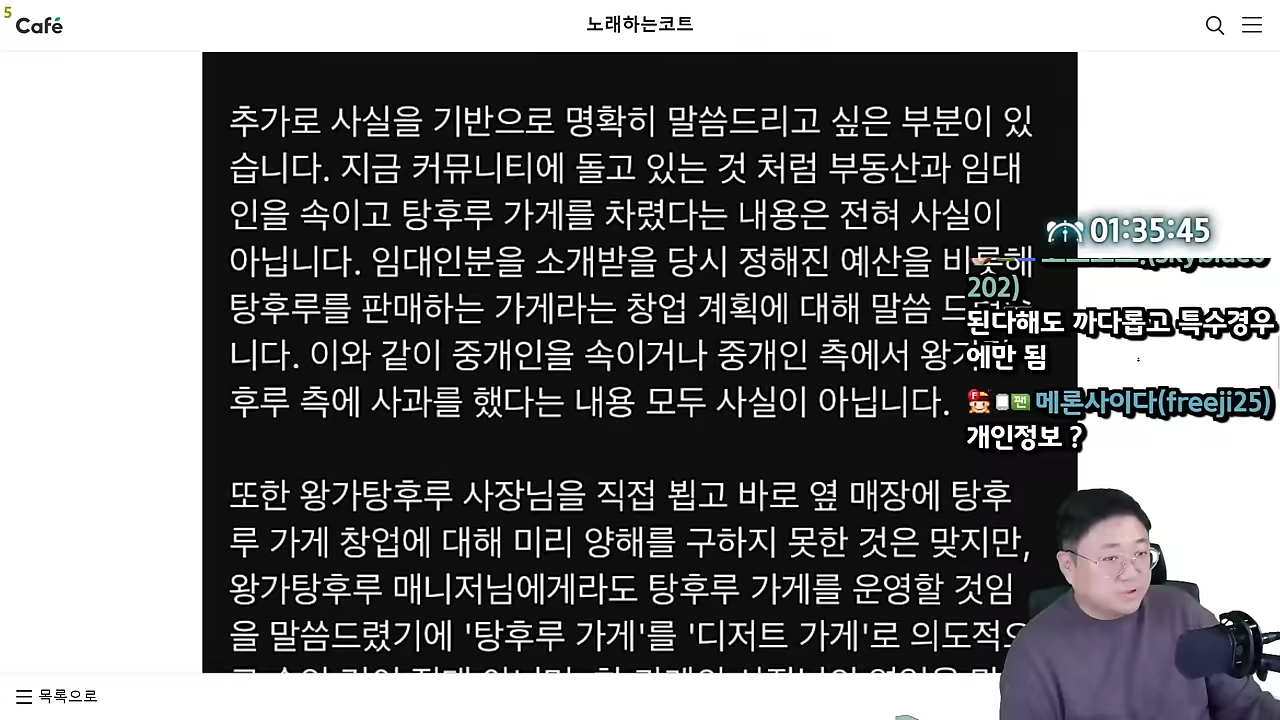 5
Café
노래하는코트
추가로 사실을 기반으로 명확히 말씀드리고 싶은 부분이 있
습니다. 지금 커뮤니티에 돌고 있는 것 처럼 부동산과 임대
인을 속이고 탕후루 가게를 차렸다는 내용은 전혀 사실이
아닙니다. 임대인분을 소개받을 당시 정해진 예산을 비롯해
탕후루를 판매하는 가게라는 창업 계획에 대해 말씀
니다. 이와 같이 중개인을 속이거나 중개인 측에서
후루 측에 사과를 했다는 내용 모두 사실이 아닙니다.
또한 왕가탕후루 사장님을 직접 뵙고 바로 옆 매장에 탕후
루 가게 창업에 대해 미리 양해를 구하지 못한 것은 맞지만,
왕가탕후루 매니저님에게라도 탕후루 가게를 운영할 것임
을 말씀드렸기에 '탕후루 가게'를 '디저트 가게'로 의도적으
01:35:45
202)
된다해도 까다롭고 특수경우
에만 됨
팬 메론사이다(freeji25)
개인정보 ?
목록으로